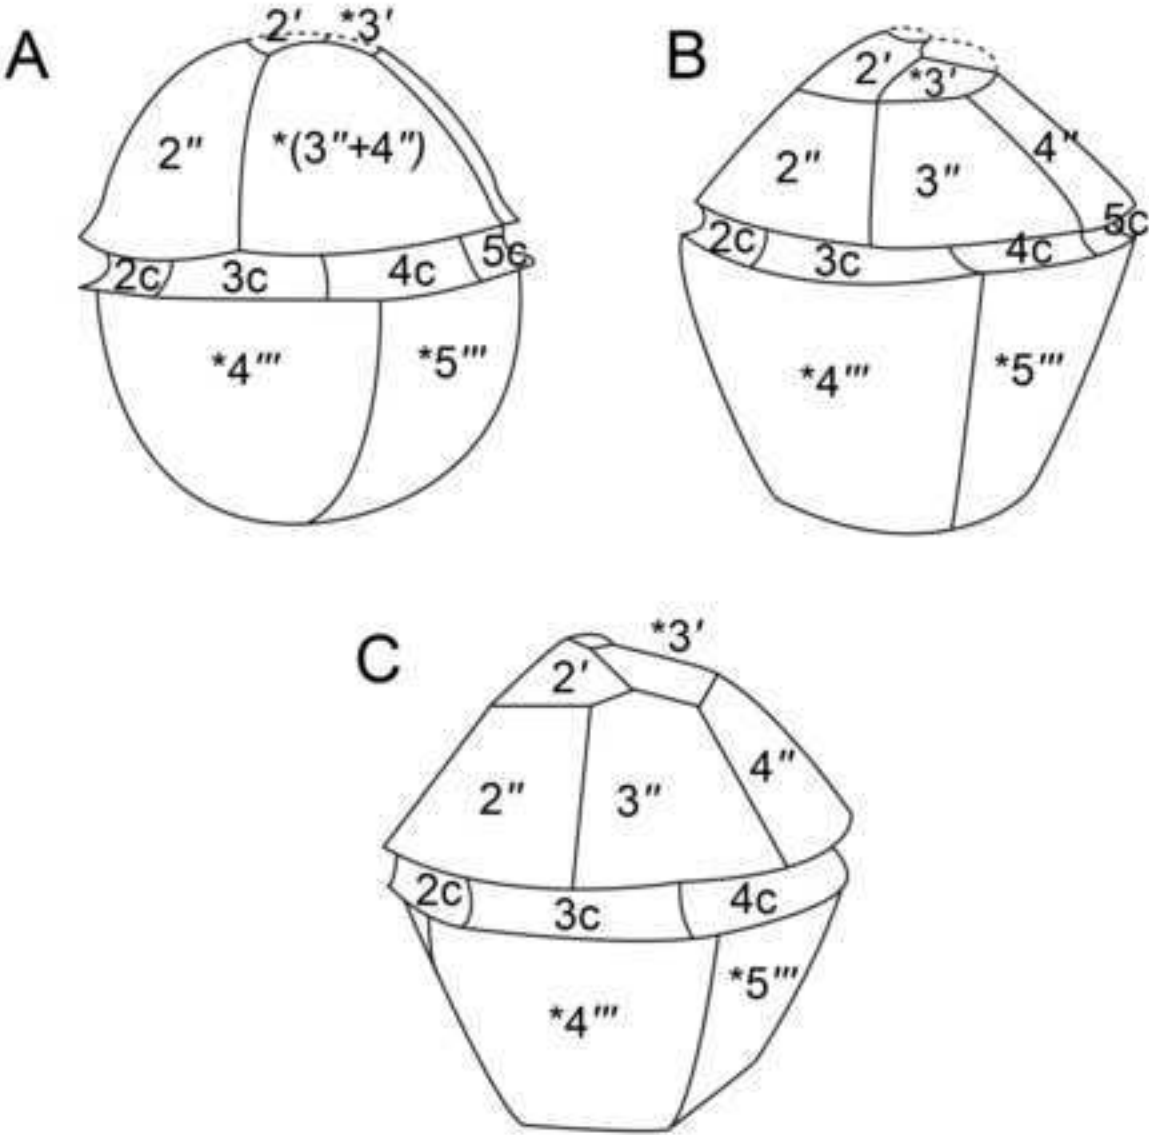 A
2′ *3′
2″ *(3″+4″)
2c 3c 4c 5c
*4‴ *5‴
B
2′ *3′
2″ 3″ 4″
2c 3c 4c 5c
*4‴ *5‴
C
2′ *3′
2″ 3″ 4″
2c 3c 4c
*4‴ *5‴